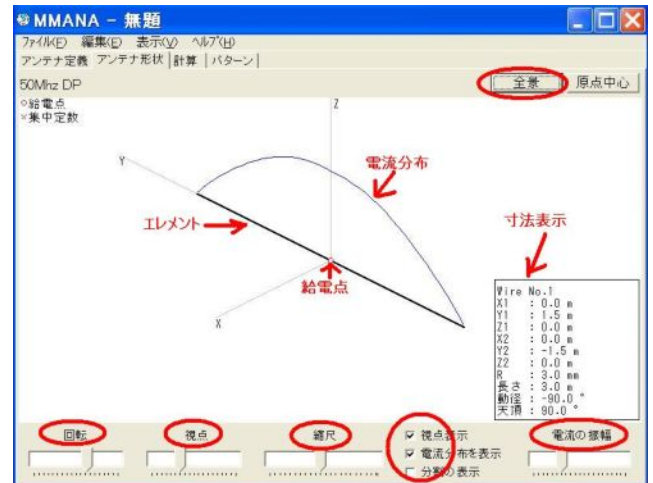 MMANA - 無題
ファイル(F) 編集(E) 表示(V) ヘルプ(H)
アンテナ定義 アンテナ形状 計算 パターン
50Mhz DP
全景 原点中心
○給電点
×集中定数
Z
Y
電流分布
エレメント
寸法表示
給電点
X
Wire No.1
X1 : 0.0 m
Y1 : 1.5 m
Z1 : 0.0 m
X2 : 0.0 m
Y2 : -1.5 m
Z2 : 0.0 m
R : 3.0 mm
長さ : 3.0 m
動径 : -90.0 °
天頂 : 90.0 °
回転 視点 縮尺 視点表示 電流の振幅
電流分布を表示
分割の表示